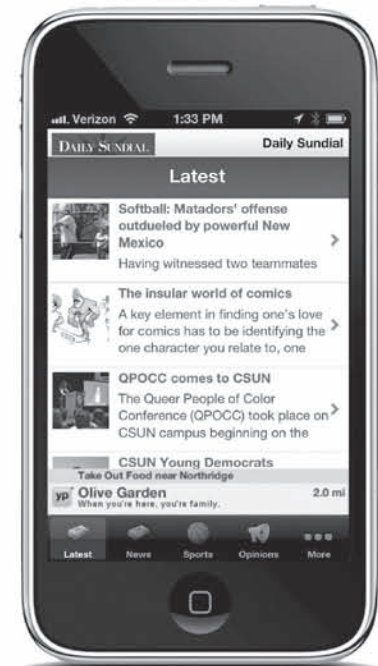 Verizon 1:33 PM
DAILY SUNDIAL Daily Sundial
Latest
Softball: Matadors' offense
outdueled by powerful New
Mexico
Having witnessed two teammates
The insular world of comics
A key element in finding one's love
for comics has to be identifying the
one character you relate to, one
QPOCC comes to CSUN
The Queer People of Color
Conference (QPOCC) took place on
CSUN campus beginning on the
CSUN Young Democrats
Take Out Food near Northridge
yp Olive Garden 2.0 mi
When you're here, you're family.
Latest News Sports Opinions More